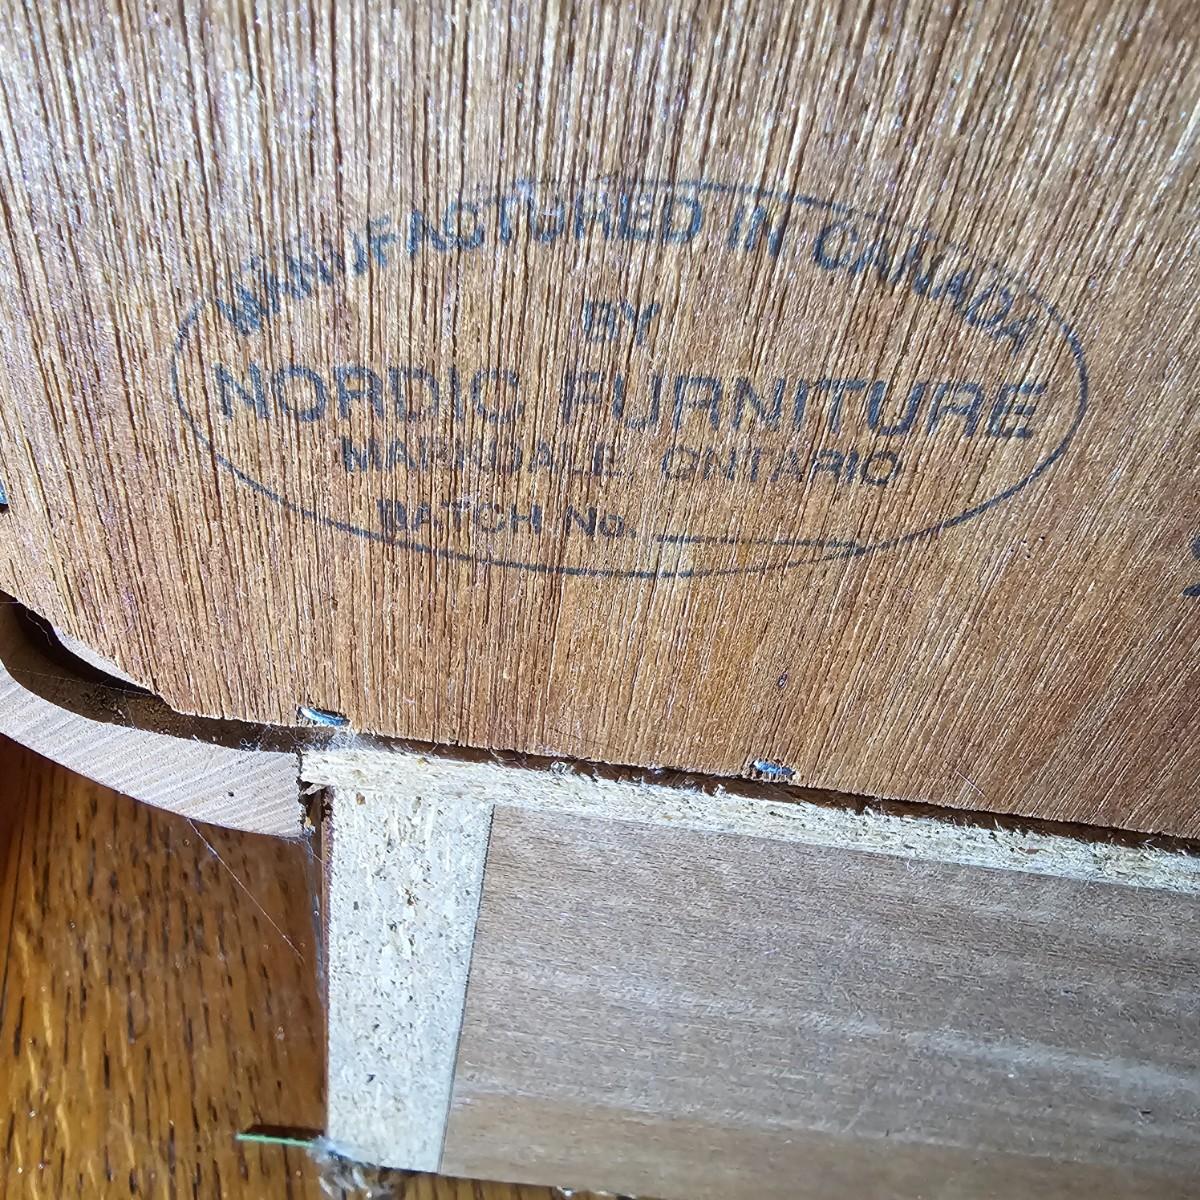 MANUFACTURED IN CANADA
BY
NORDIC FURNITURE
MARKDALE, ONTARIO
BATCH No.